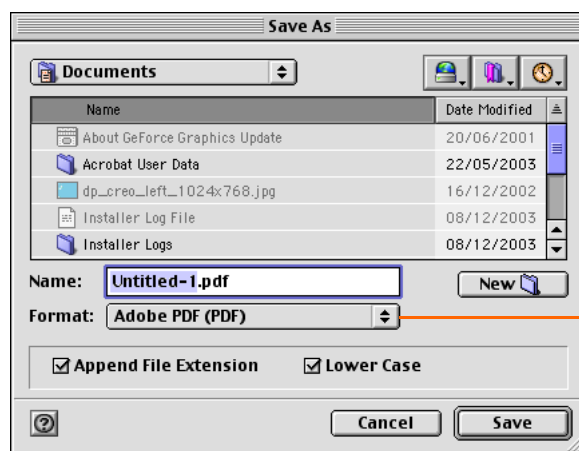 Save As
Documents
Name Date Modified
About GeForce Graphics Update 20/06/2001
Acrobat User Data 22/05/2003
dp_creo_left_1024x768.jpg 16/12/2002
Installer Log File 08/12/2003
Installer Logs 08/12/2003
Name: Untitled-1.pdf New
Format: Adobe PDF (PDF)
Append File Extension Lower Case
? Cancel Save